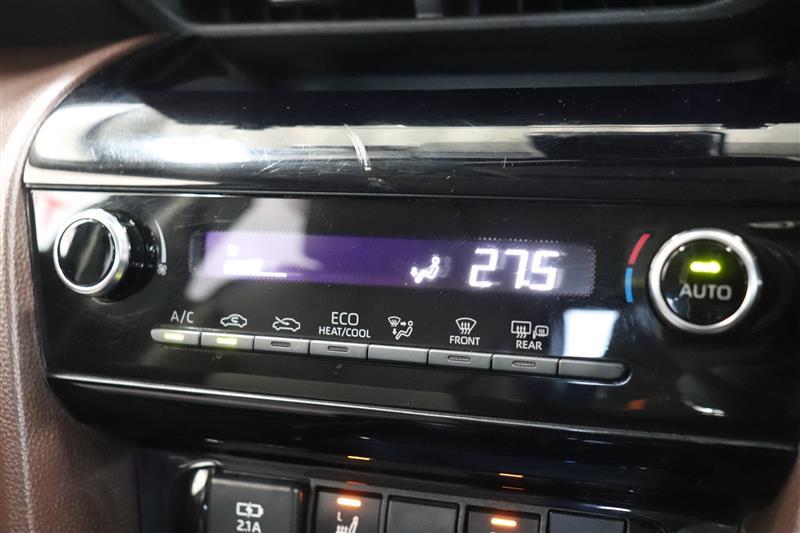 27.5
AUTO
A/C
ECO
HEAT/COOL
FRONT
REAR
2.1A
L